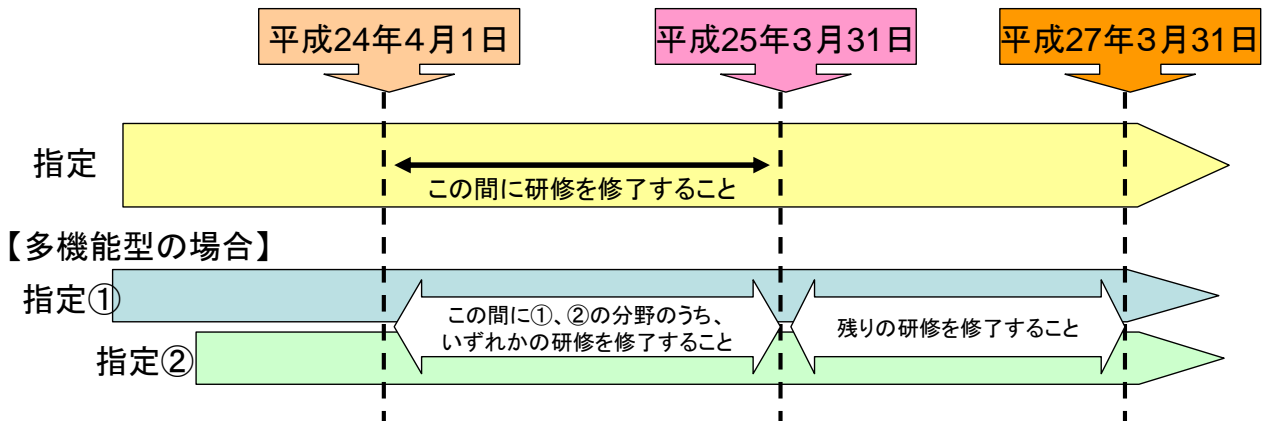 平成24年4月1日
平成25年3月31日
平成27年3月31日
指定
この間に研修を修了すること
【多機能型の場合】
指定①
この間に①、②の分野のうち、
いずれかの研修を修了すること
残りの研修を修了すること
指定②